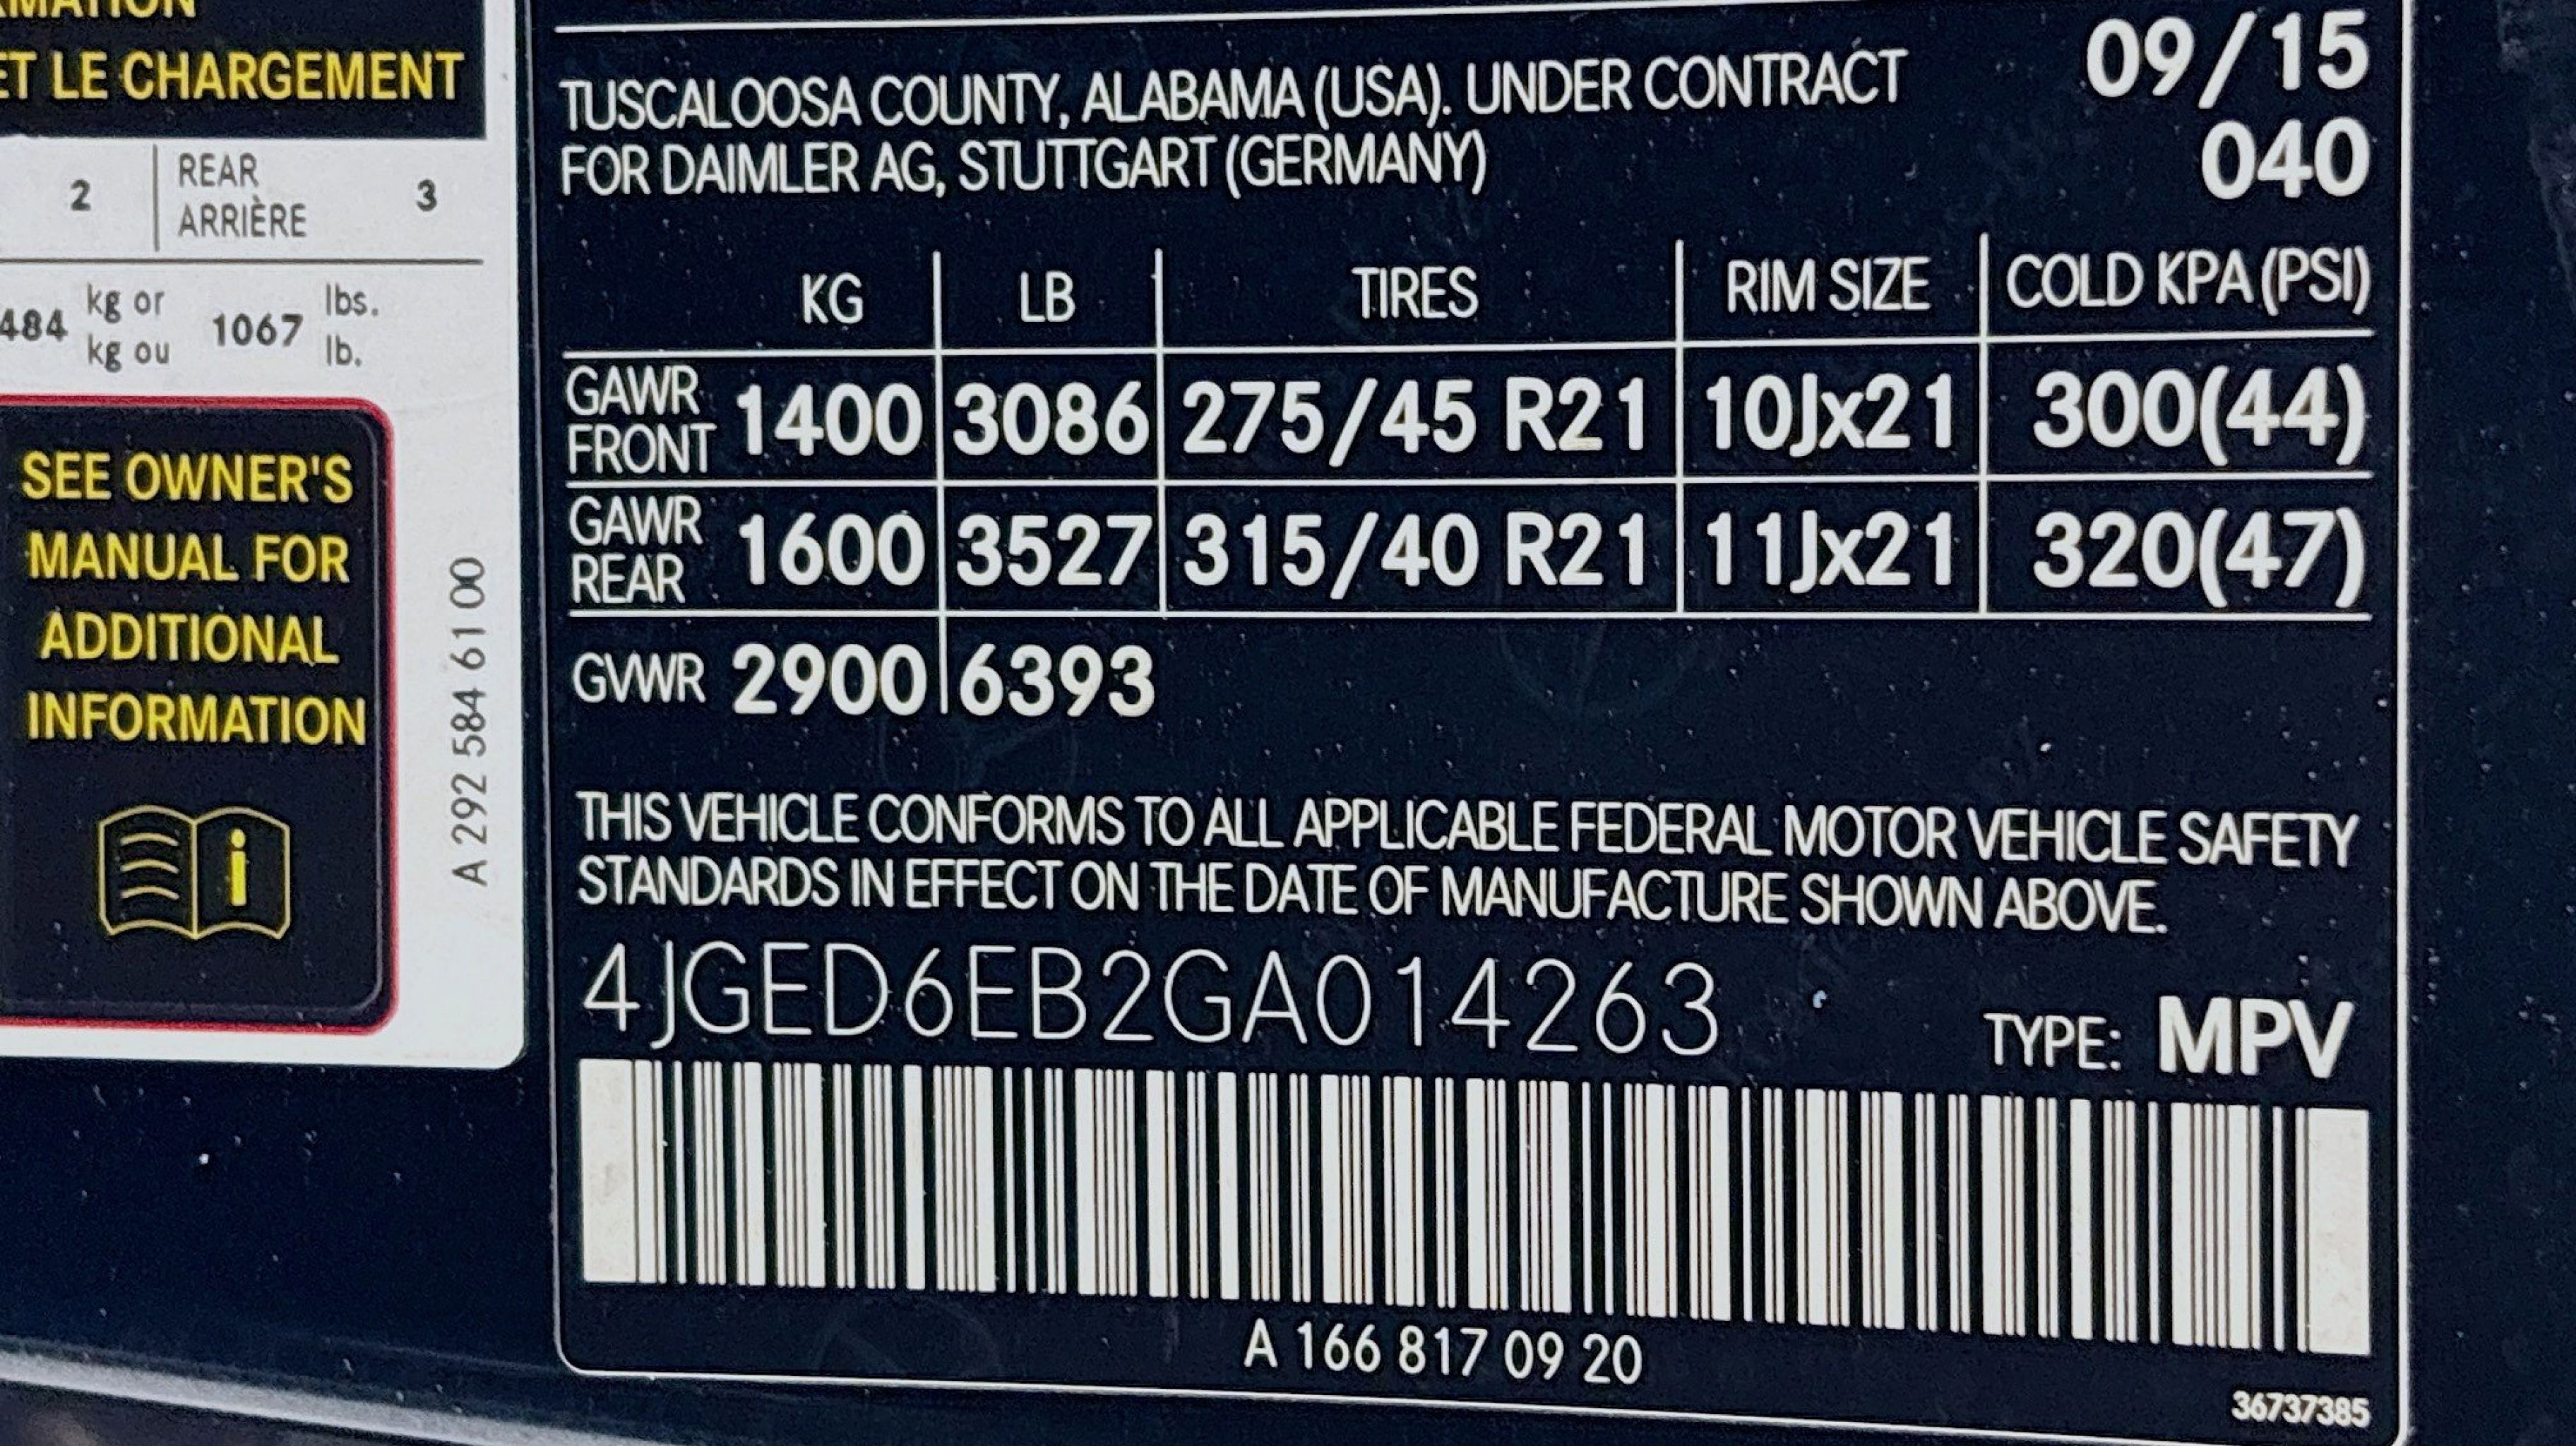 ET LE CHARGEMENT
2 REAR 3
ARRIÈRE
484 kg or 1067 lbs.
kg ou lb.
SEE OWNER'S
MANUAL FOR
ADDITIONAL
INFORMATION
i
A 292 584 61 00
TUSCALOOSA COUNTY, ALABAMA (USA). UNDER CONTRACT
FOR DAIMLER AG, STUTTGART (GERMANY)
09/15
040
KG LB TIRES RIM SIZE COLD KPA (PSI)
GAWR FRONT 1400 3086 275/45 R21 10Jx21 300(44)
GAWR REAR 1600 3527 315/40 R21 11Jx21 320(47)
GVWR 2900 6393
THIS VEHICLE CONFORMS TO ALL APPLICABLE FEDERAL MOTOR VEHICLE SAFETY
STANDARDS IN EFFECT ON THE DATE OF MANUFACTURE SHOWN ABOVE.
4JGED6EB2GA014263
TYPE: MPV
A 166 817 09 20
36737385